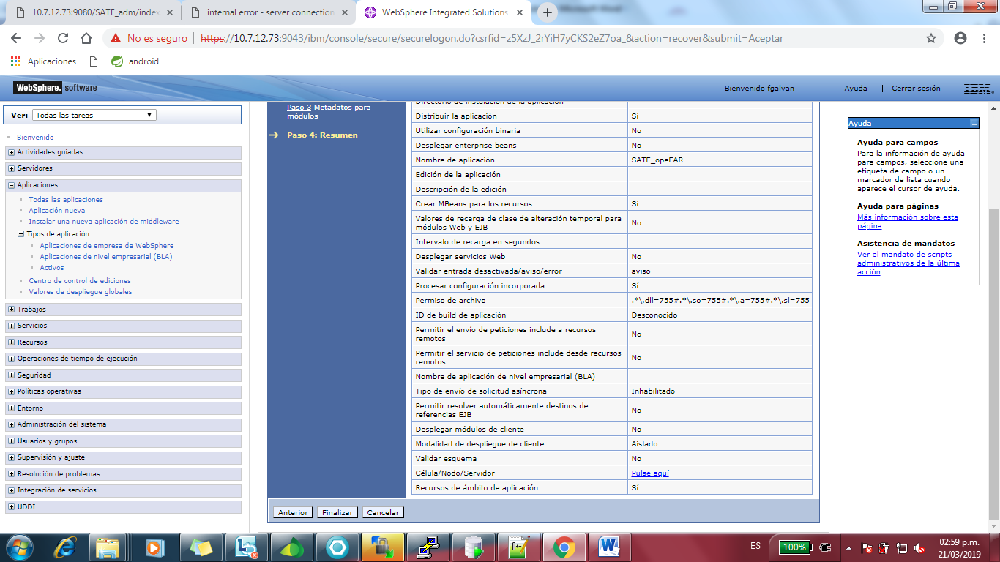 10.7.12.73:9080/SATE_adm/index
internal error - server connection
WebSphere Integrated Solutions
No es seguro
https://10.7.12.73:9043/ibm/console/secure/securelogon.do?csrfid=z5XzJ_2rYiH7yCKS2eZ7oa_&action=recover&submit=Aceptar
Aplicaciones
android
WebSphere. software
Bienvenido fgalvan
Ayuda
Cerrar sesión
IBM.
Ver: Todas las tareas
Bienvenido
Actividades guiadas
Servidores
Aplicaciones
Todas las aplicaciones
Aplicación nueva
Instalar una nueva aplicación de middleware
Tipos de aplicación
Aplicaciones de empresa de WebSphere
Aplicaciones de nivel empresarial (BLA)
Activos
Centro de control de ediciones
Valores de despliegue globales
Trabajos
Servicios
Recursos
Operaciones de tiempo de ejecución
Seguridad
Políticas operativas
Entorno
Administración del sistema
Usuarios y grupos
Supervisión y ajuste
Resolución de problemas
Integración de servicios
UDDI
Paso 3 Metadatos para
módulos
Paso 4: Resumen
Directorio de instalación de la aplicación
Distribuir la aplicación Sí
Utilizar configuración binaria No
Desplegar enterprise beans No
Nombre de aplicación SATE_opeEAR
Edición de la aplicación
Descripción de la edición
Crear MBeans para los recursos Sí
Valores de recarga de clase de alteración temporal para
módulos Web y EJB No
Intervalo de recarga en segundos
Desplegar servicios Web No
Validar entrada desactivada/aviso/error aviso
Procesar configuración incorporada Sí
Permiso de archivo .*\.dll=755#.*\.so=755#.*\.a=755#.*\.sl=755
ID de build de aplicación Desconocido
Permitir el envío de peticiones include a recursos
remotos No
Permitir el servicio de peticiones include desde recursos
remotos No
Nombre de aplicación de nivel empresarial (BLA)
Tipo de envío de solicitud asíncrona Inhabilitado
Permitir resolver automáticamente destinos de
referencias EJB No
Desplegar módulos de cliente No
Modalidad de despliegue de cliente Aislado
Validar esquema No
Célula/Nodo/Servidor Pulse aquí
Recursos de ámbito de aplicación Sí
Anterior
Finalizar
Cancelar
Ayuda
Ayuda para campos
Para la información de ayuda
para campos, seleccione una
etiqueta de campo o un
marcador de lista cuando
aparece el cursor de ayuda.
Ayuda para páginas
Más información sobre esta
página
Asistencia de mandatos
Ver el mandato de scripts
administrativos de la última
acción
ES
100%
02:59 p.m.
21/03/2019